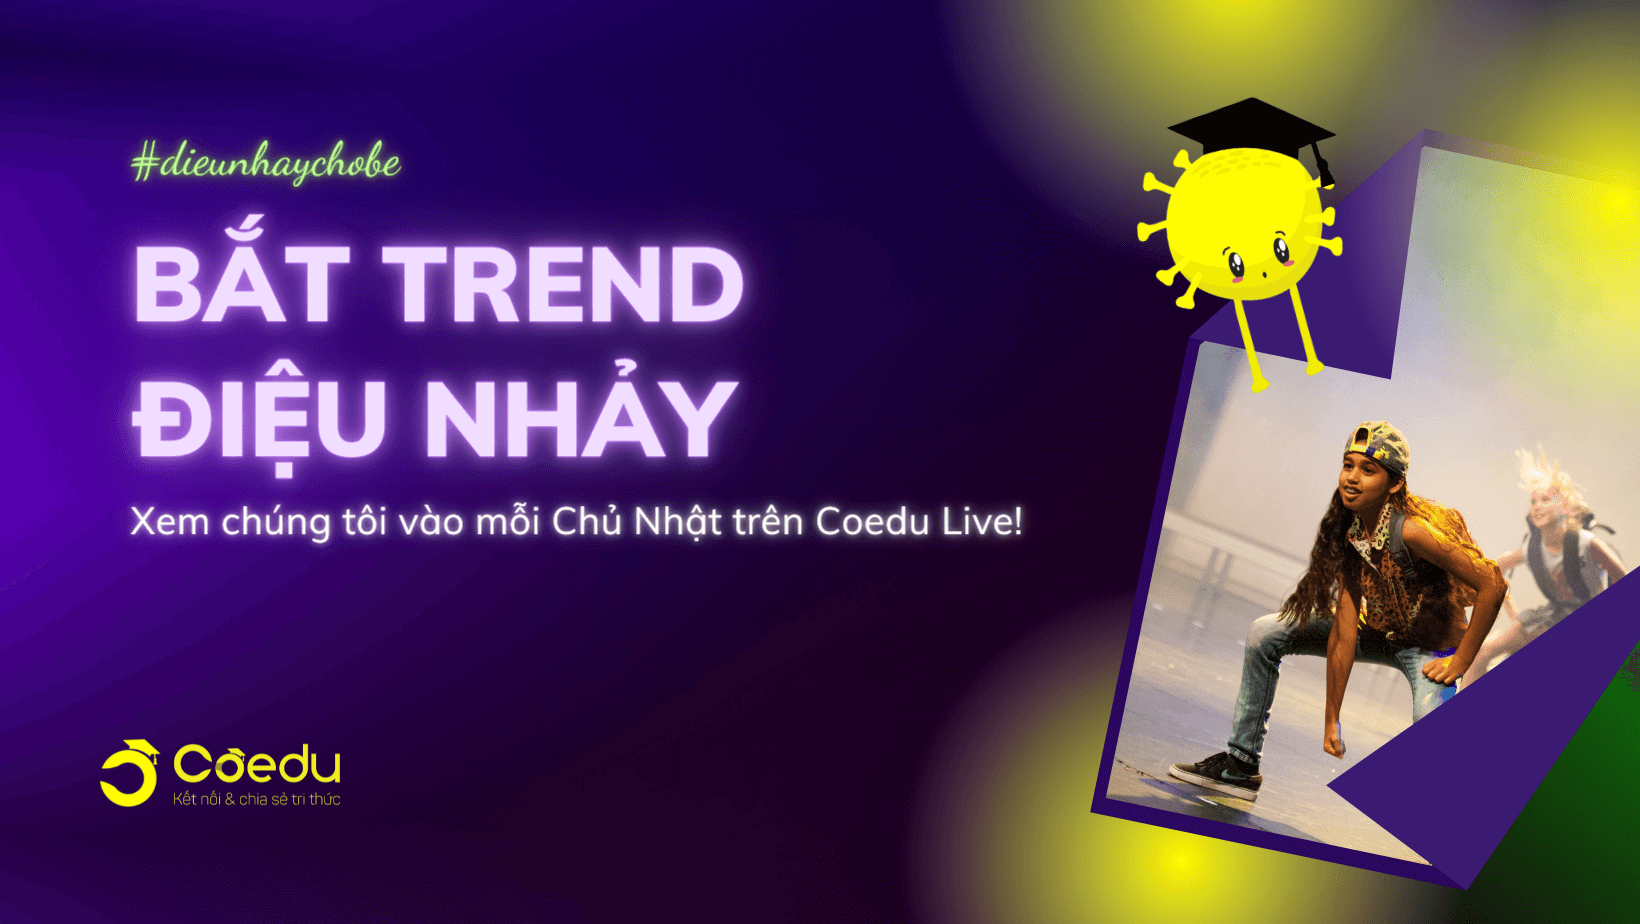 #dieunhaychobe
BẮT TREND
ĐIỆU NHẢY
Xem chúng tôi vào mỗi Chủ Nhật trên Coedu Live!
Coedu
Kết nối & chia sẻ tri thức